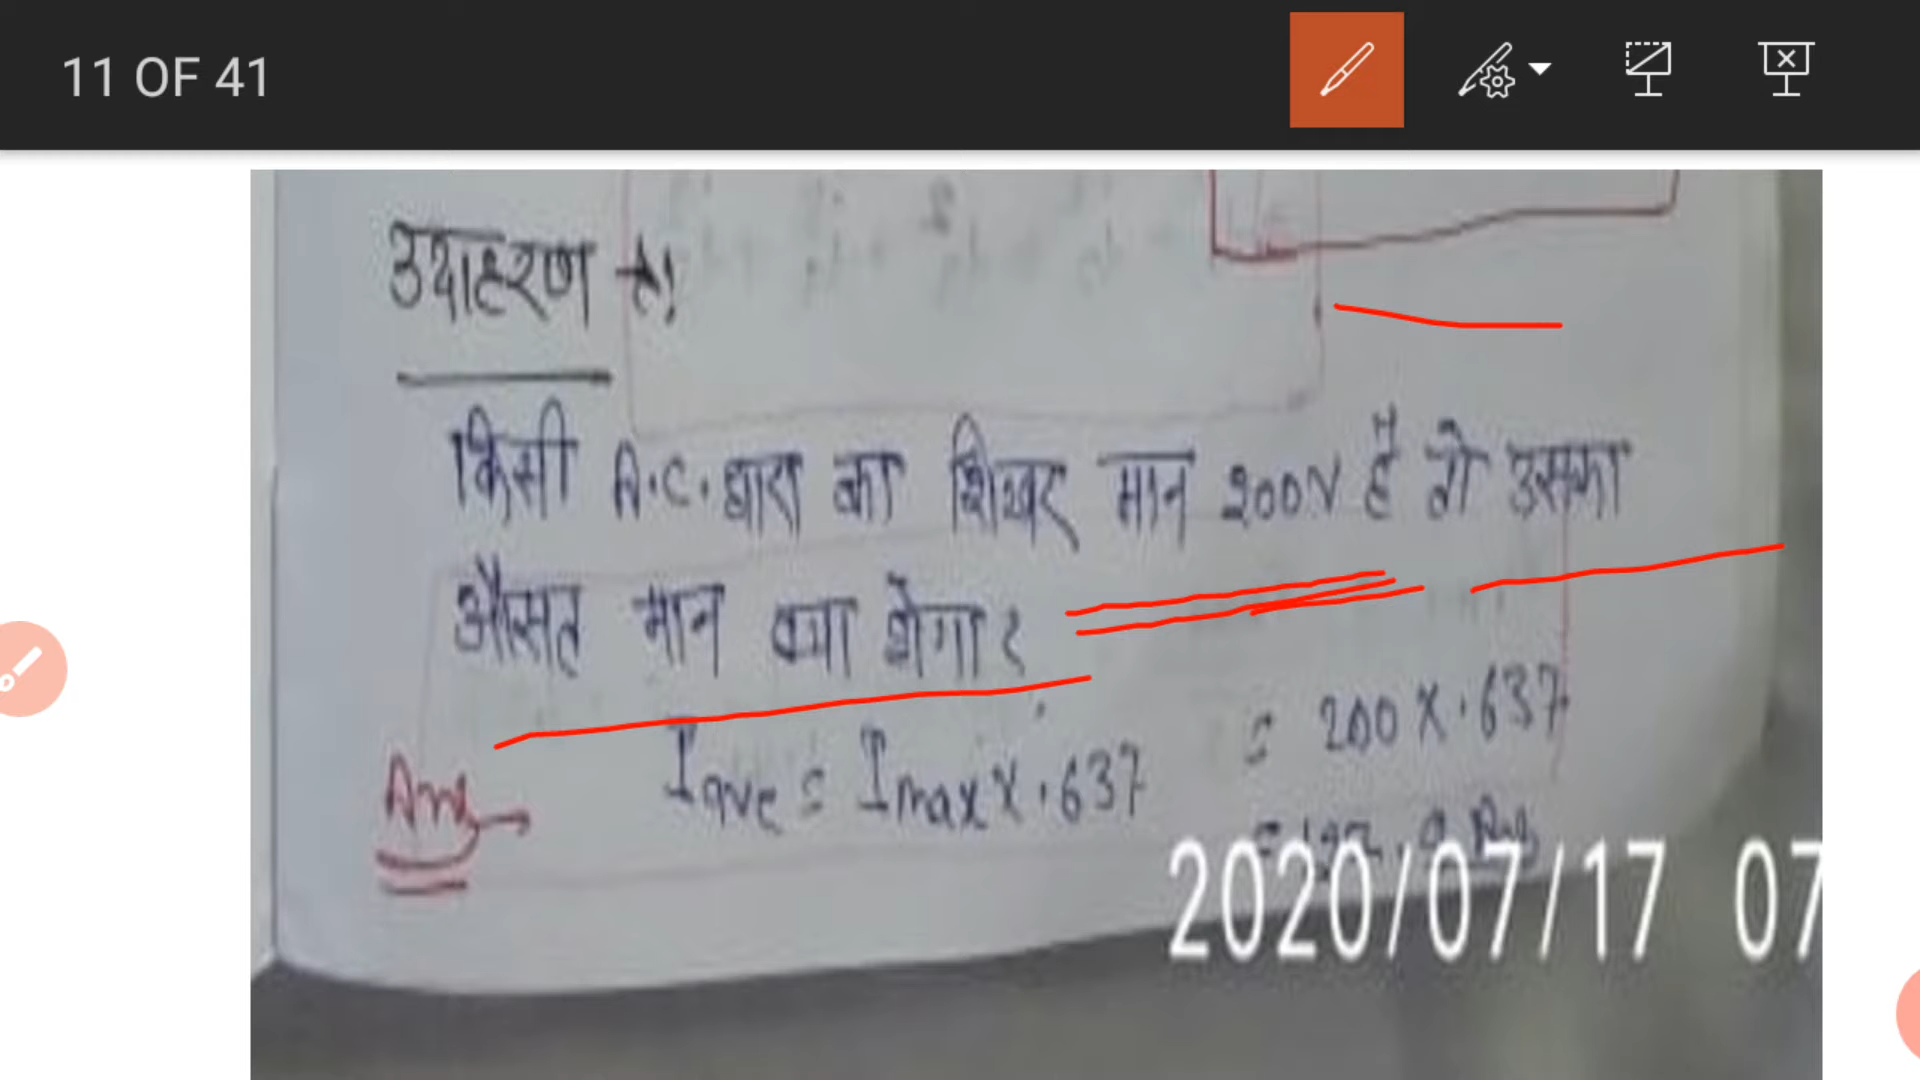 11 OF 41
उदाहरण →
किसी A.C. धारा का शिखर मान 200V है तो उसका
औसत मान क्या होगा ?
Ans → Iave = Imax x .637 = 200 x .637
2020/07/17 07